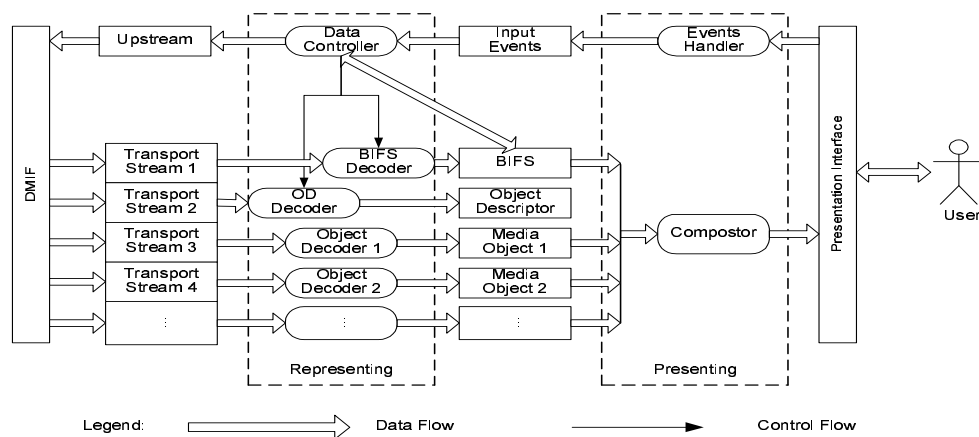 Upstream
Data
Controller
Input
Events
Events
Handler
DMIF
Transport
Stream 1
BIFS
Decoder
BIFS
Transport
Stream 2
OD
Decoder
Object
Descriptor
Transport
Stream 3
Object
Decoder 1
Media
Object 1
Compostor
Transport
Stream 4
Object
Decoder 2
Media
Object 2
...
...
...
Presentation Interface
User
Representing
Presenting
Legend:
Data Flow
Control Flow